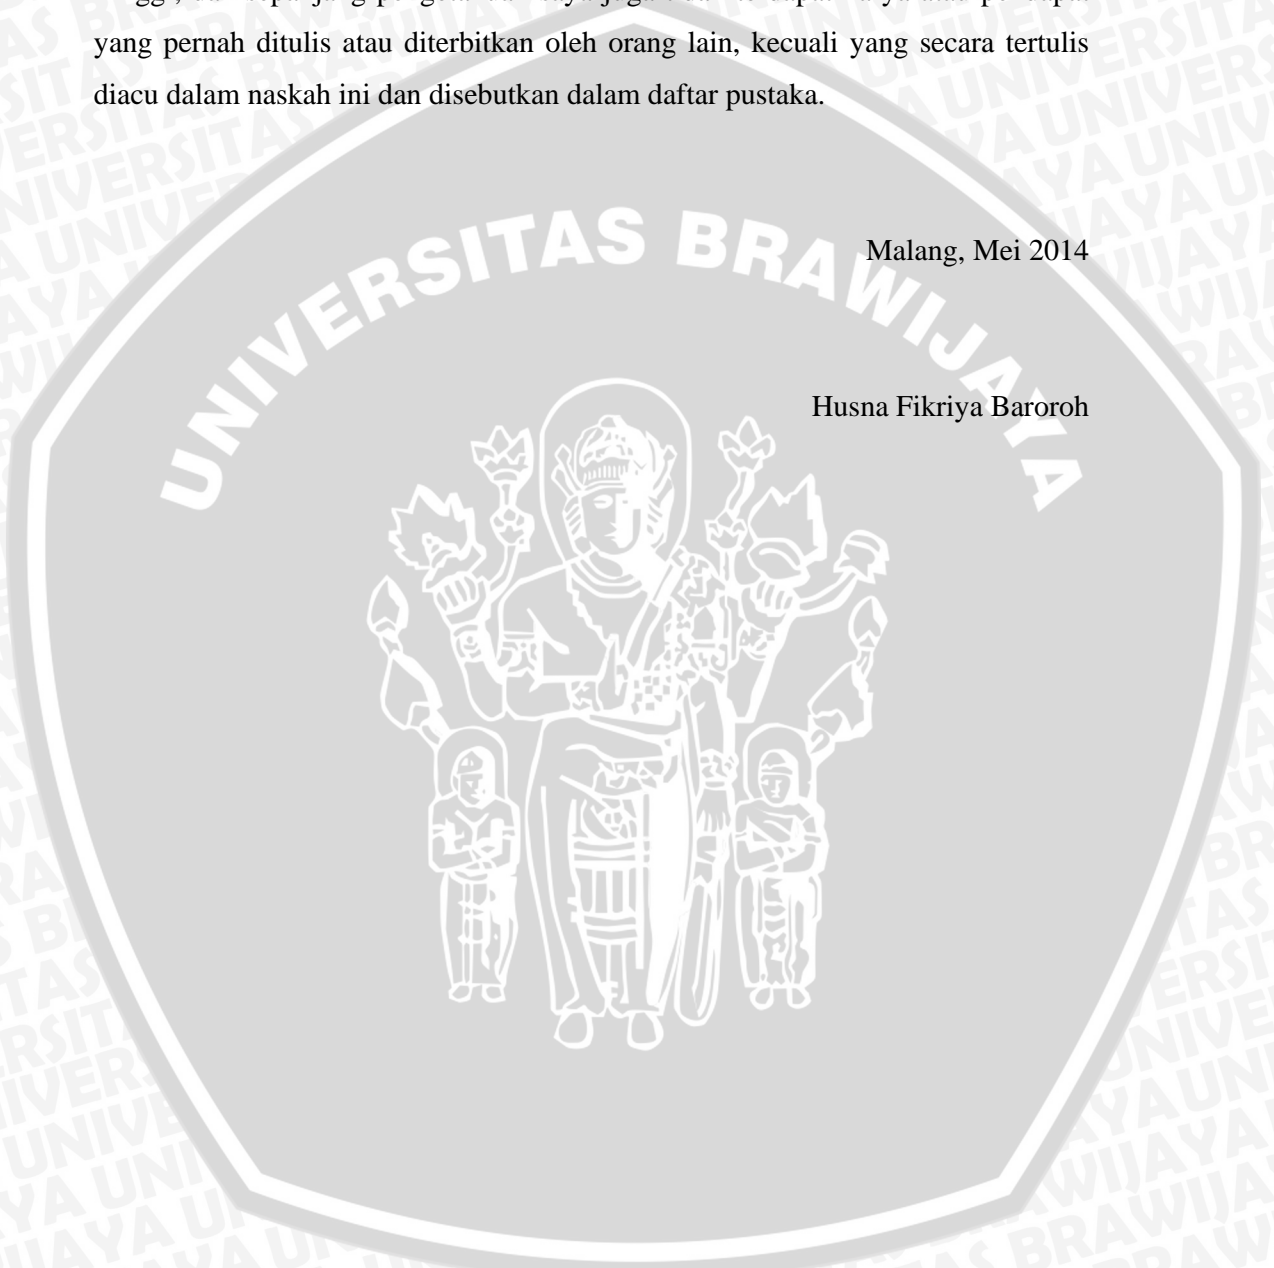 yang pernah ditulis atau diterbitkan oleh orang lain, kecuali yang secara tertulis
diacu dalam naskah ini dan disebutkan dalam daftar pustaka.
Malang, Mei 2014
Husna Fikriya Baroroh
UNIVERSITAS BRAWIJAYA